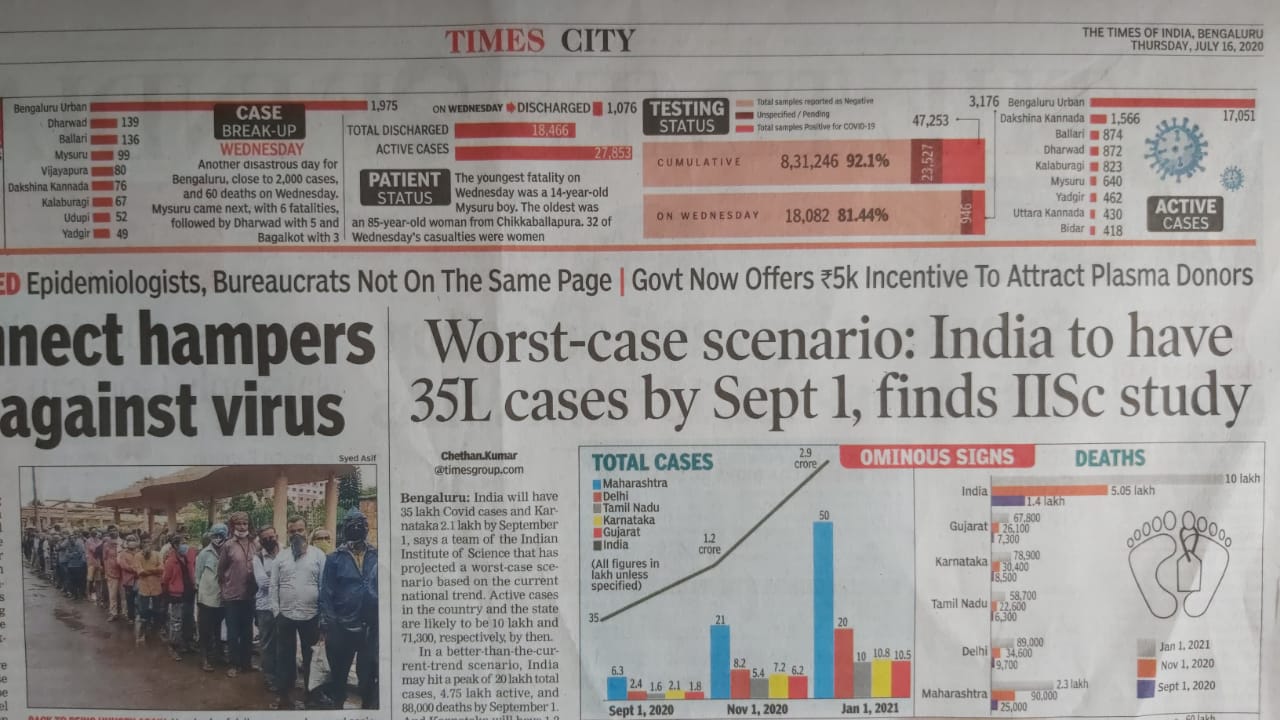 TIMES CITY
THE TIMES OF INDIA, BENGALURU
THURSDAY, JULY 16, 2020
Bengaluru Urban 1,975
Dharwad 139
Ballari 136
Mysuru 99
Vijayapura 80
Dakshina Kannada 76
Kalaburagi 67
Udupi 52
Yadgir 49
CASE
BREAK-UP
WEDNESDAY
Another disastrous day for
Bengaluru, close to 2,000 cases,
and 60 deaths on Wednesday.
Mysuru came next, with 6 fatalities,
followed by Dharwad with 5 and
Bagalkot with 3
ON WEDNESDAY DISCHARGED 1,076
TOTAL DISCHARGED 18,466
ACTIVE CASES 27,853
PATIENT
STATUS
The youngest fatality on
Wednesday was a 14-year-old
Mysuru boy. The oldest was
an 85-year-old woman from Chikkaballapura. 32 of
Wednesday's casualties were women
TESTING
STATUS
Total samples reported as Negative
Unspecified / Pending
Total samples Positive for COVID-19
47,253
3,176
CUMULATIVE 8,31,246 92.1% 23,527
ON WEDNESDAY 18,082 81.44% 946
Bengaluru Urban 17,051
Dakshina Kannada 1,566
Ballari 874
Dharwad 872
Kalaburagi 823
Mysuru 640
Yadgir 462
Uttara Kannada 430
Bidar 418
ACTIVE
CASES
ED Epidemiologists, Bureaucrats Not On The Same Page | Govt Now Offers ₹5k Incentive To Attract Plasma Donors
nnect hampers
against virus
Syed Asif
Worst-case scenario: India to have
35L cases by Sept 1, finds IISc study
Chethan.Kumar
@timesgroup.com
Bengaluru: India will have
35 lakh Covid cases and Kar-
nataka 2.1 lakh by September
1, says a team of the Indian
Institute of Science that has
projected a worst-case sce-
nario based on the current
national trend. Active cases
in the country and the state
are likely to be 10 lakh and
71,300, respectively, by then.
In a better-than-the-cur-
rent-trend scenario, India
may hit a peak of 20 lakh total
cases, 4.75 lakh active, and
88,000 deaths by September 1.
TOTAL CASES
Maharashtra
Delhi
Tamil Nadu
Karnataka
Gujarat
India
(All figures in
lakh unless
specified)
35
1.2
crore
2.9
crore
6.3 2.4 1.6 2.1 1.8
21 8.2 5.4 7.2 6.2
50 20 10 10.8 10.5
Sept 1, 2020 Nov 1, 2020 Jan 1, 2021
OMINOUS SIGNS
DEATHS
India 10 lakh
5.05 lakh
1.4 lakh
Gujarat 67,800
26,100
7,300
Karnataka 78,900
30,400
8,500
Tamil Nadu 58,700
22,600
6,300
Delhi 89,000
34,600
9,700
Maharashtra 2.3 lakh
90,000
25,000
Jan 1, 2021
Nov 1, 2020
Sept 1, 2020